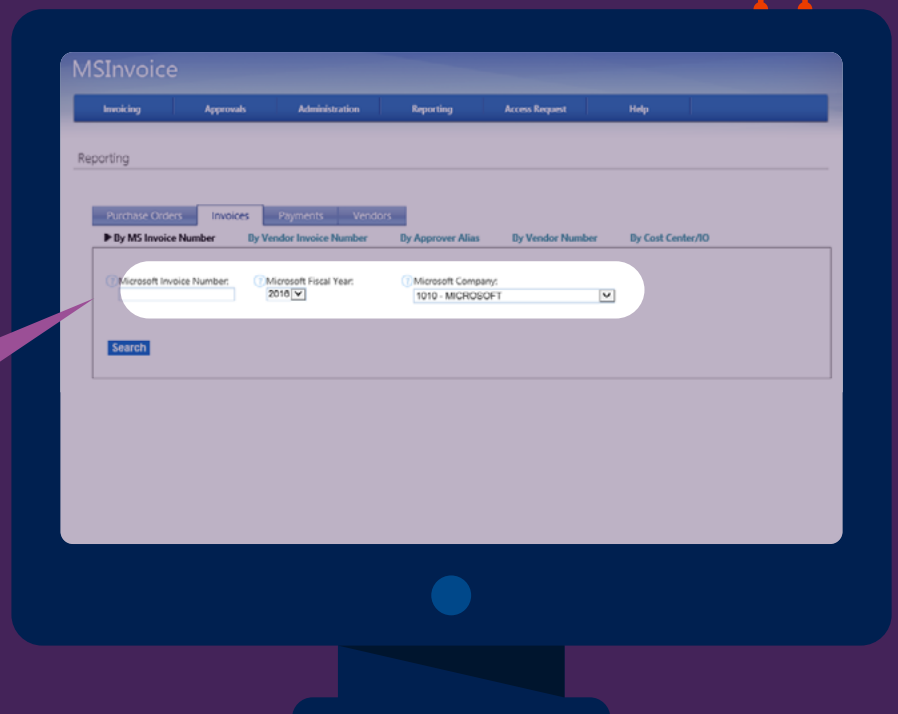 MSInvoice
Invoicing Approvals Administration Reporting Access Request Help
Reporting
Purchase Orders Invoices Payments Vendors
By MS Invoice Number By Vendor Invoice Number By Approver Alias By Vendor Number By Cost Center/IO
Microsoft Invoice Number: Microsoft Fiscal Year: Microsoft Company:
2016 1010 - MICROSOFT
Search